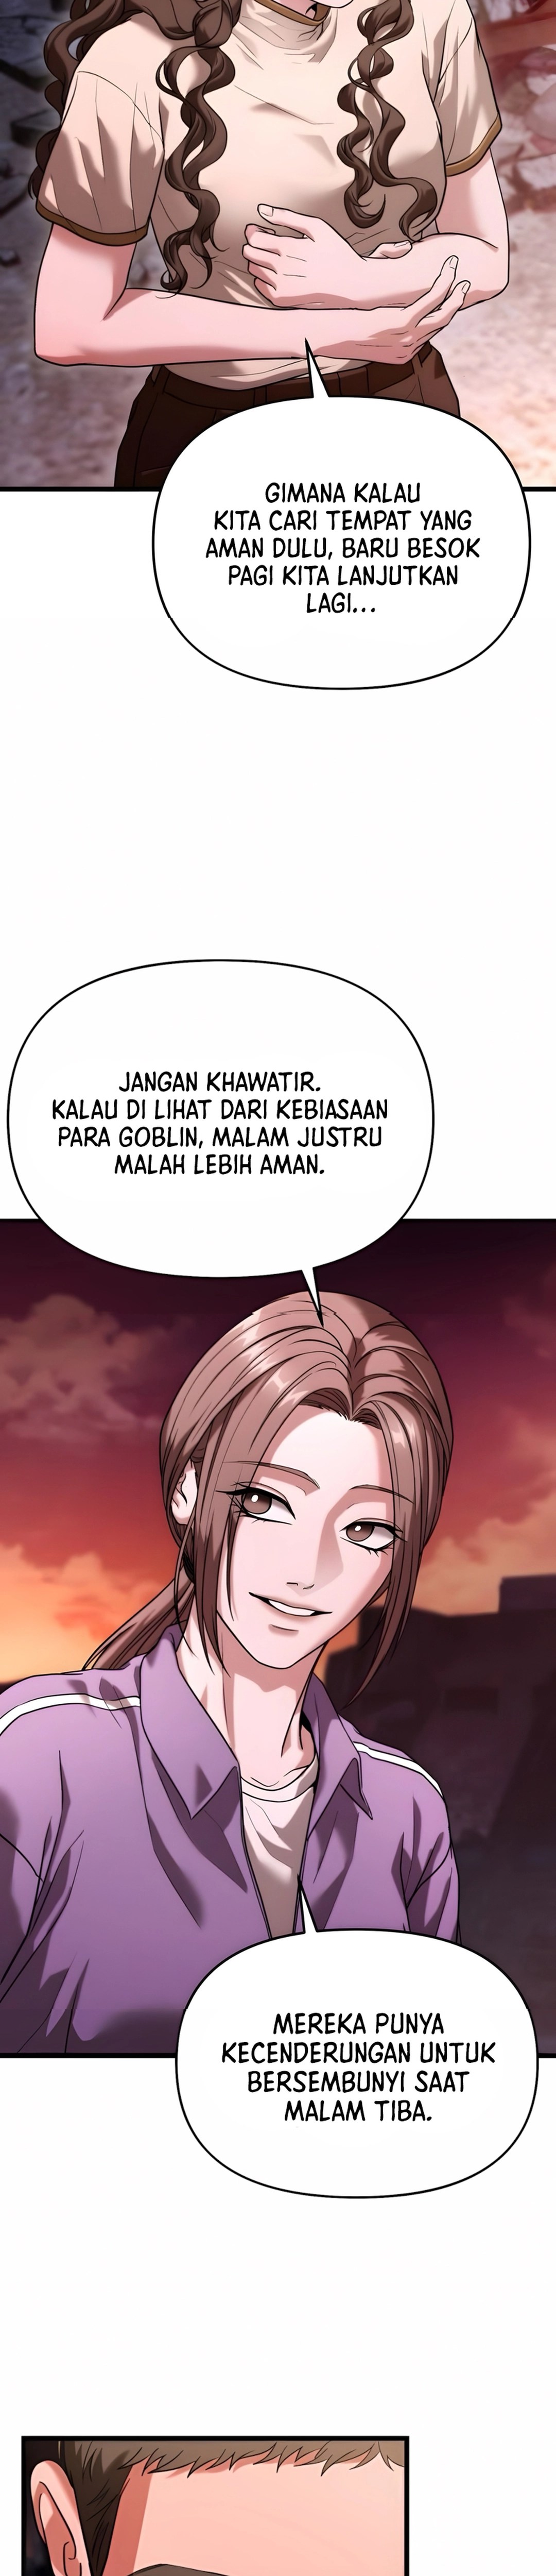 GIMANA KALAU
KITA CARI TEMPAT YANG
AMAN DULU, BARU BESOK
PAGI KITA LANJUTKAN
LAGI...
JANGAN KHAWATIR.
KALAU DI LIHAT DARI KEBIASAAN
PARA GOBLIN, MALAM JUSTRU
MALAH LEBIH AMAN.
MEREKA PUNYA
KECENDERUNGAN UNTUK
BERSEMBUNYI SAAT
MALAM TIBA.